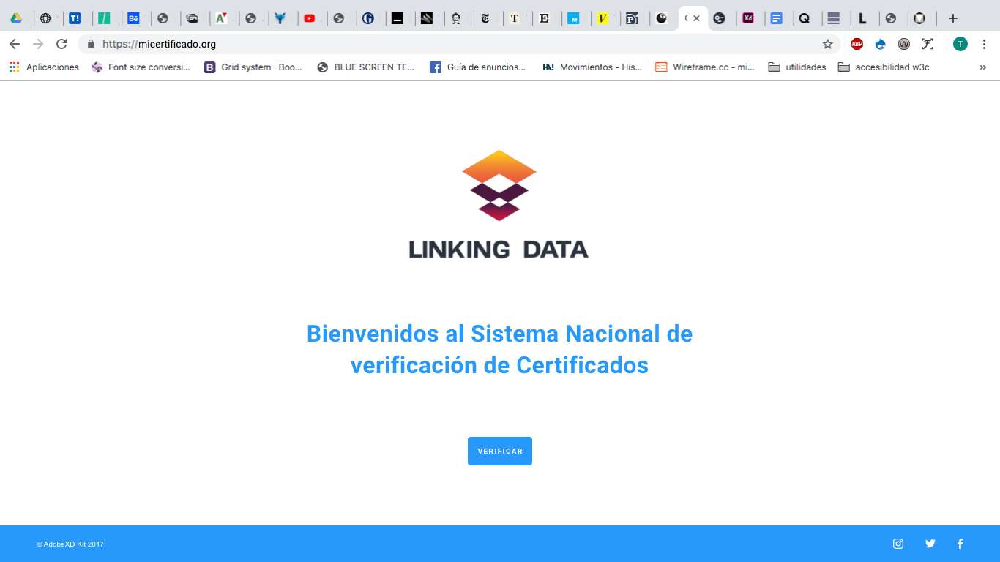 https://micertificado.org
T
Aplicaciones
Font size conversi...
Grid system · Boo...
BLUE SCREEN TE...
Guía de anuncios...
HA!
Movimientos - His...
Wireframe.cc - mi...
utilidades
accesibilidad w3c
»
LINKING DATA
Bienvenidos al Sistema Nacional de
verificación de Certificados
VERIFICAR
© AdobeXD Kit 2017